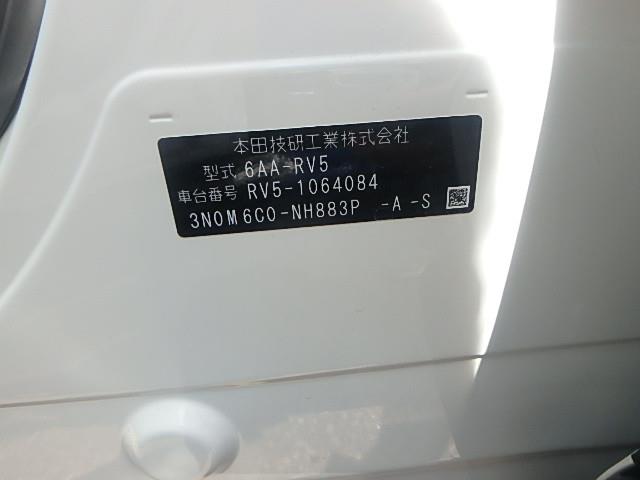 本田技研工業株式会社
型式 6AA-RV5
車台番号 RV5-1064084
3N0M6C0-NH883P -A -S